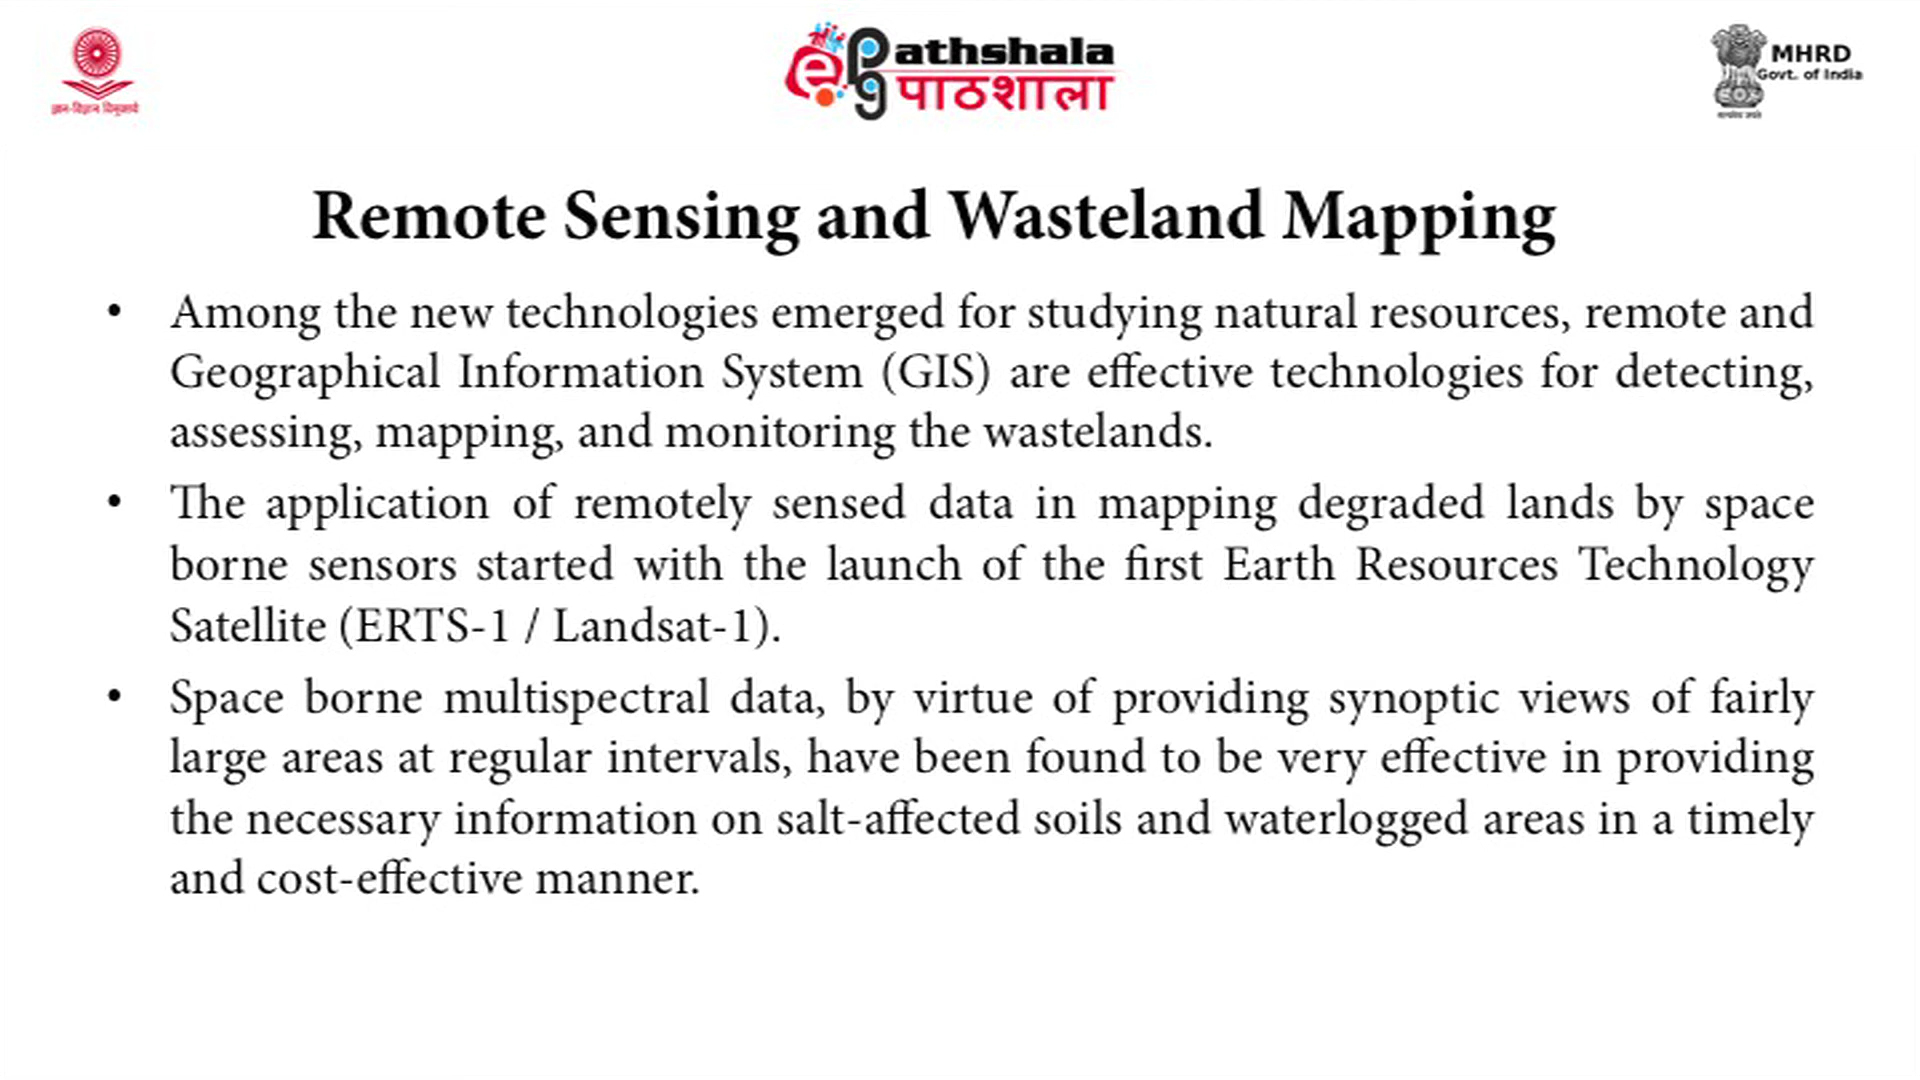 ज्ञान-विज्ञान विमुक्तये
e pg Pathshala
पाठशाला
MHRD
Govt. of India
सत्यमेव जयते
Remote Sensing and Wasteland Mapping
• Among the new technologies emerged for studying natural resources, remote and
Geographical Information System (GIS) are effective technologies for detecting,
assessing, mapping, and monitoring the wastelands.
• The application of remotely sensed data in mapping degraded lands by space
borne sensors started with the launch of the first Earth Resources Technology
Satellite (ERTS-1 / Landsat-1).
• Space borne multispectral data, by virtue of providing synoptic views of fairly
large areas at regular intervals, have been found to be very effective in providing
the necessary information on salt-affected soils and waterlogged areas in a timely
and cost-effective manner.